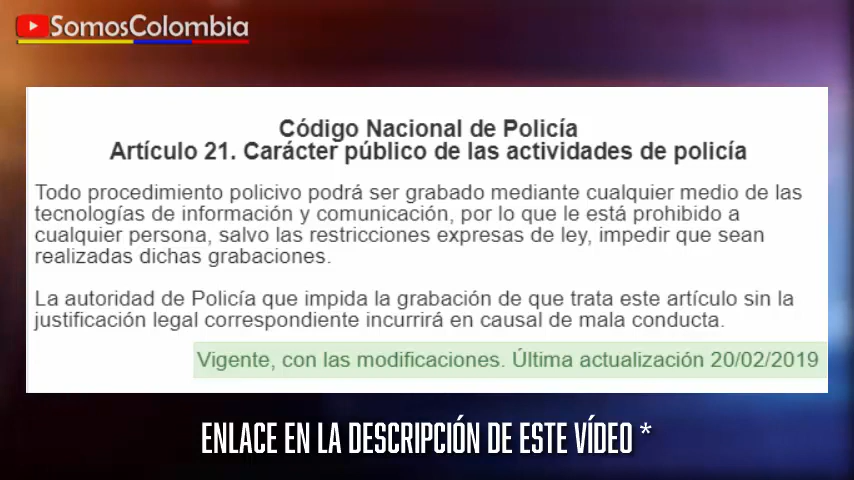 SomosColombia
Código Nacional de Policía
Artículo 21. Carácter público de las actividades de policía
Todo procedimiento policivo podrá ser grabado mediante cualquier medio de las
tecnologías de información y comunicación, por lo que le está prohibido a
cualquier persona, salvo las restricciones expresas de ley, impedir que sean
realizadas dichas grabaciones.
La autoridad de Policía que impida la grabación de que trata este artículo sin la
justificación legal correspondiente incurrirá en causal de mala conducta.
Vigente, con las modificaciones. Última actualización 20/02/2019
ENLACE EN LA DESCRIPCIÓN DE ESTE VÍDEO *